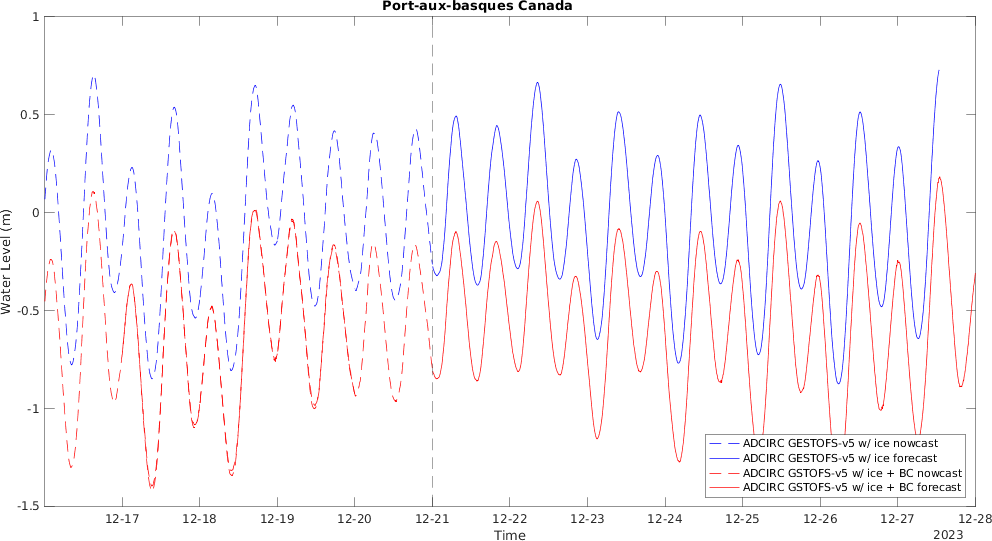 Port-aux-basques Canada
1
0.5
0
-0.5
-1
-1.5
Water Level (m)
12-17 12-18 12-19 12-20 12-21 12-22 12-23 12-24 12-25 12-26 12-27 12-28
Time
2023
ADCIRC GESTOFS-v5 w/ ice nowcast
ADCIRC GESTOFS-v5 w/ ice forecast
ADCIRC GSTOFS-v5 w/ ice + BC nowcast
ADCIRC GSTOFS-v5 w/ ice + BC forecast